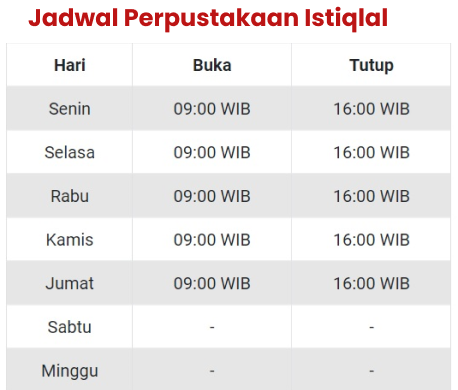 Jadwal Perpustakaan Istiqlal
Hari Buka Tutup
Senin 09:00 WIB 16:00 WIB
Selasa 09:00 WIB 16:00 WIB
Rabu 09:00 WIB 16:00 WIB
Kamis 09:00 WIB 16:00 WIB
Jumat 09:00 WIB 16:00 WIB
Sabtu - -
Minggu - -